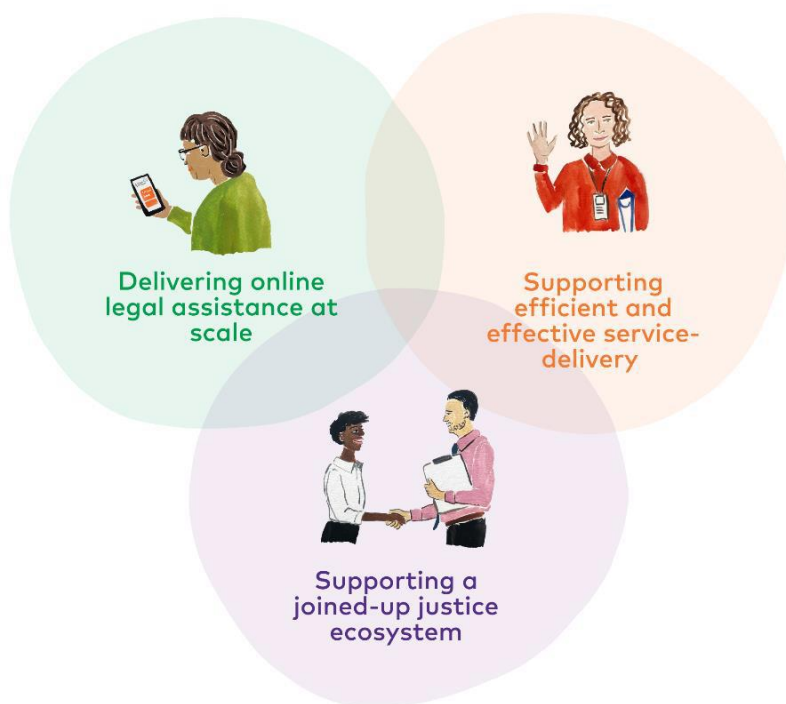 Delivering online
legal assistance at
scale
Supporting
efficient and
effective service-
delivery
Supporting a
joined-up justice
ecosystem